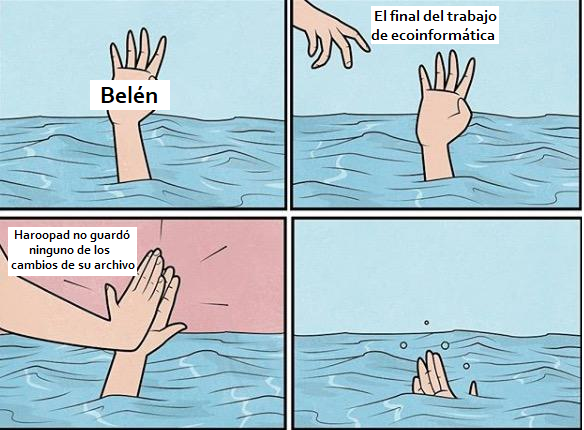 Belén
El final del trabajo
de ecoinformática
Haroopad no guardó
ninguno de los
cambios de su archivo